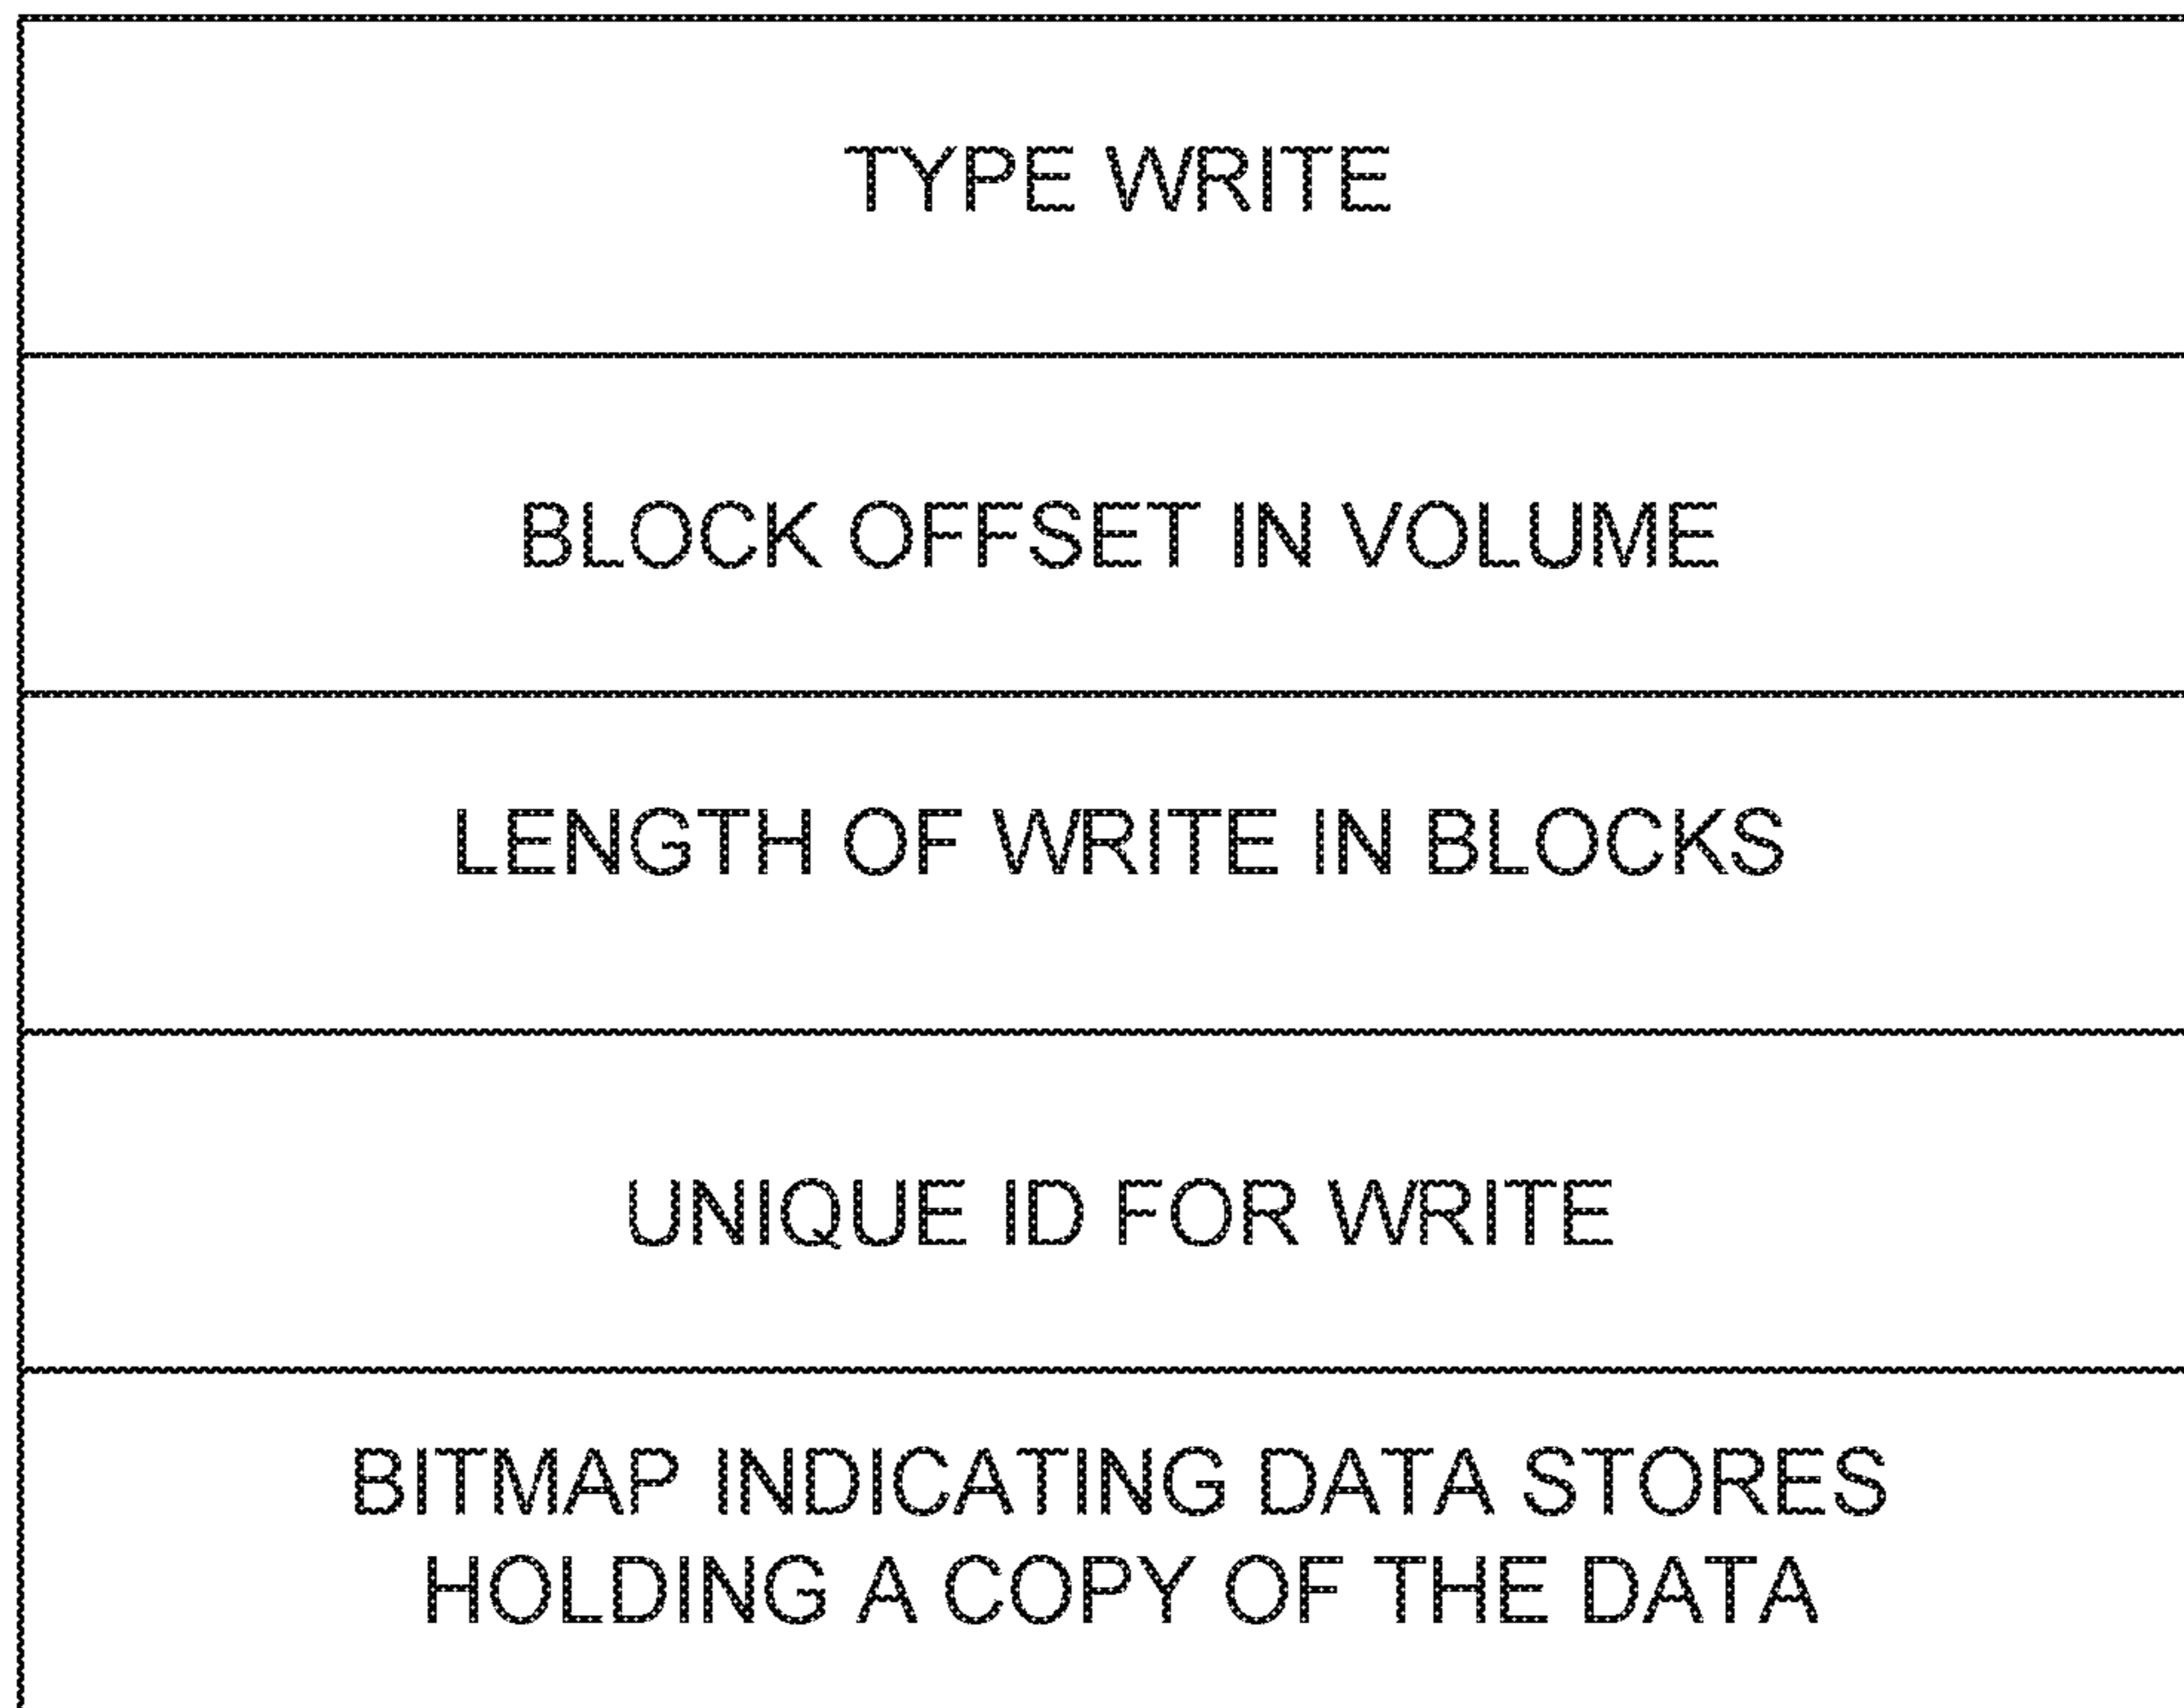 TYPE WRITE
BLOCK OFFSET IN VOLUME
LENGTH OF WRITE IN BLOCKS
UNIQUE ID FOR WRITE
BITMAP INDICATING DATA STORES
HOLDING A COPY OF THE DATA